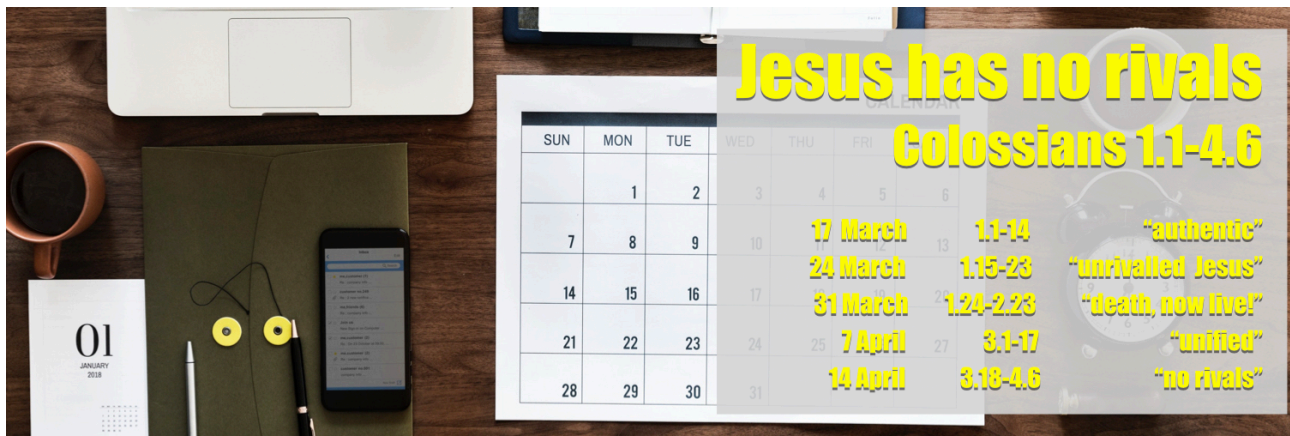 Jesus has no rivals
Colossians 1.1-4.6
17 March 1.1-14 “authentic”
24 March 1.15-23 “unrivalled Jesus”
31 March 1.24-2.23 “death, now live!”
7 April 3.1-17 “unified”
14 April 3.18-4.6 “no rivals”
CALENDAR
SUN MON TUE WED THU FRI
1 2 3 4 5 6
7 8 9 10 11 12 13
14 15 16 17 20
21 22 23 24 25 27
28 29 30 31
01
JANUARY
2018